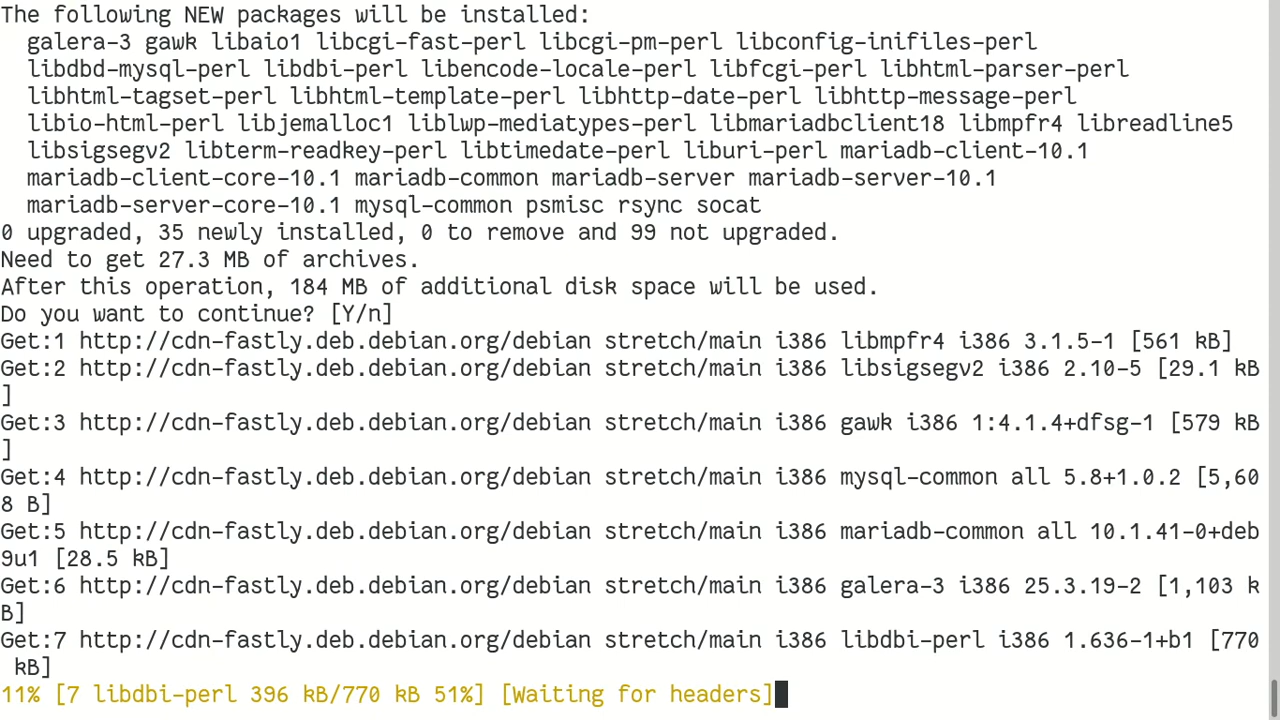 The following NEW packages will be installed:
galera-3 gawk libaio1 libcgi-fast-perl libcgi-pm-perl libconfig-inifiles-perl
libdbd-mysql-perl libdbi-perl libencode-locale-perl libfcgi-perl libhtml-parser-perl
libhtml-tagset-perl libhtml-template-perl libhttp-date-perl libhttp-message-perl
libio-html-perl libjemalloc1 liblwp-mediatypes-perl libmariadbclient18 libmpfr4 libreadline5
libsigsegv2 libterm-readkey-perl libtimedate-perl liburi-perl mariadb-client-10.1
mariadb-client-core-10.1 mariadb-common mariadb-server mariadb-server-10.1
mariadb-server-core-10.1 mysql-common psmisc rsync socat
0 upgraded, 35 newly installed, 0 to remove and 99 not upgraded.
Need to get 27.3 MB of archives.
After this operation, 184 MB of additional disk space will be used.
Do you want to continue? [Y/n]
Get:1 http://cdn-fastly.deb.debian.org/debian stretch/main i386 libmpfr4 i386 3.1.5-1 [561 kB]
Get:2 http://cdn-fastly.deb.debian.org/debian stretch/main i386 libsigsegv2 i386 2.10-5 [29.1 kB
]
Get:3 http://cdn-fastly.deb.debian.org/debian stretch/main i386 gawk i386 1:4.1.4+dfsg-1 [579 kB
]
Get:4 http://cdn-fastly.deb.debian.org/debian stretch/main i386 mysql-common all 5.8+1.0.2 [5,60
8 B]
Get:5 http://cdn-fastly.deb.debian.org/debian stretch/main i386 mariadb-common all 10.1.41-0+deb
9u1 [28.5 kB]
Get:6 http://cdn-fastly.deb.debian.org/debian stretch/main i386 galera-3 i386 25.3.19-2 [1,103 k
B]
Get:7 http://cdn-fastly.deb.debian.org/debian stretch/main i386 libdbi-perl i386 1.636-1+b1 [770
kB]
11% [7 libdbi-perl 396 kB/770 kB 51%] [Waiting for headers]